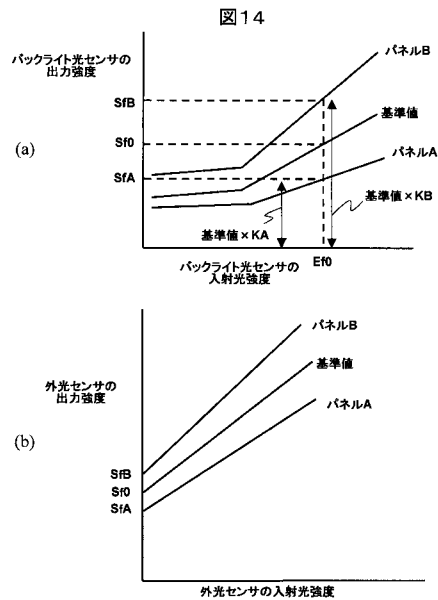 図14
バックライト光センサの
出力強度
パネルB
SfB
基準値
Sf0
(a)
パネルA
SfA
基準値×KB
基準値×KA
Ef0
バックライト光センサの
入射光強度
パネルB
外光センサの
出力強度
基準値
パネルA
(b)
SfB
Sf0
SfA
外光センサの入射光強度